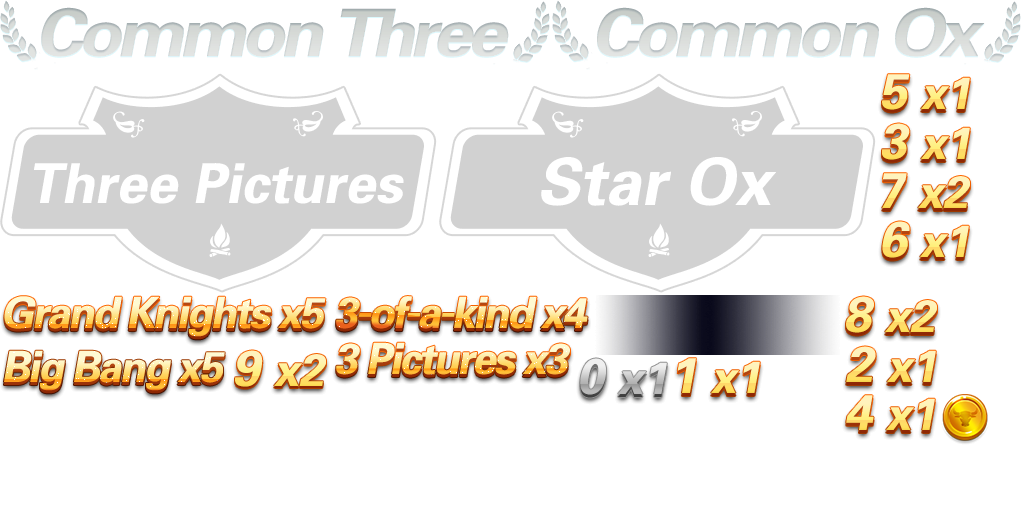 Common Three
Common Ox
Three Pictures
Star Ox
5 x1
3 x1
7 x2
6 x1
Grand Knights x5
3-of-a-kind x4
8 x2
Big Bang x5
9 x2
3 Pictures x3
0 x1
1 x1
2 x1
4 x1